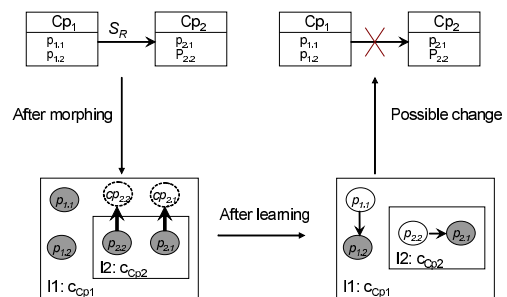 Cp1
p1.1
p1.2
SR
Cp2
p2.1
P2.2
Cp1
p1.1
p1.2
Cp2
p2.1
P2.2
After morphing
Possible change
p1.1
cp2.2
cp2.1
p1.2
p2.2
p2.1
I2: cCp2
I1: cCp1
After learning
p1.1
p1.2
p2.2
p2.1
I2: cCp2
I1: cCp1